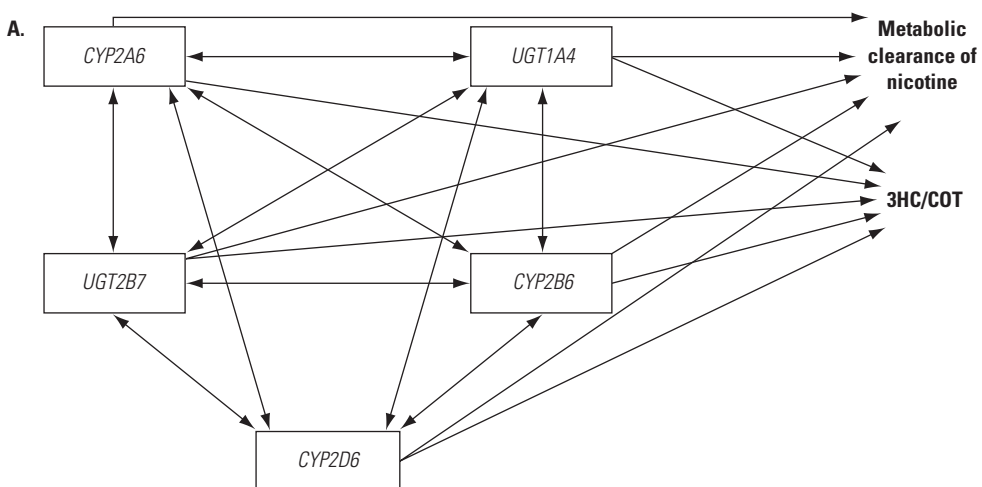 A.
CYP2A6
UGT1A4
Metabolic
clearance of
nicotine
3HC/COT
UGT2B7
CYP2B6
CYP2D6